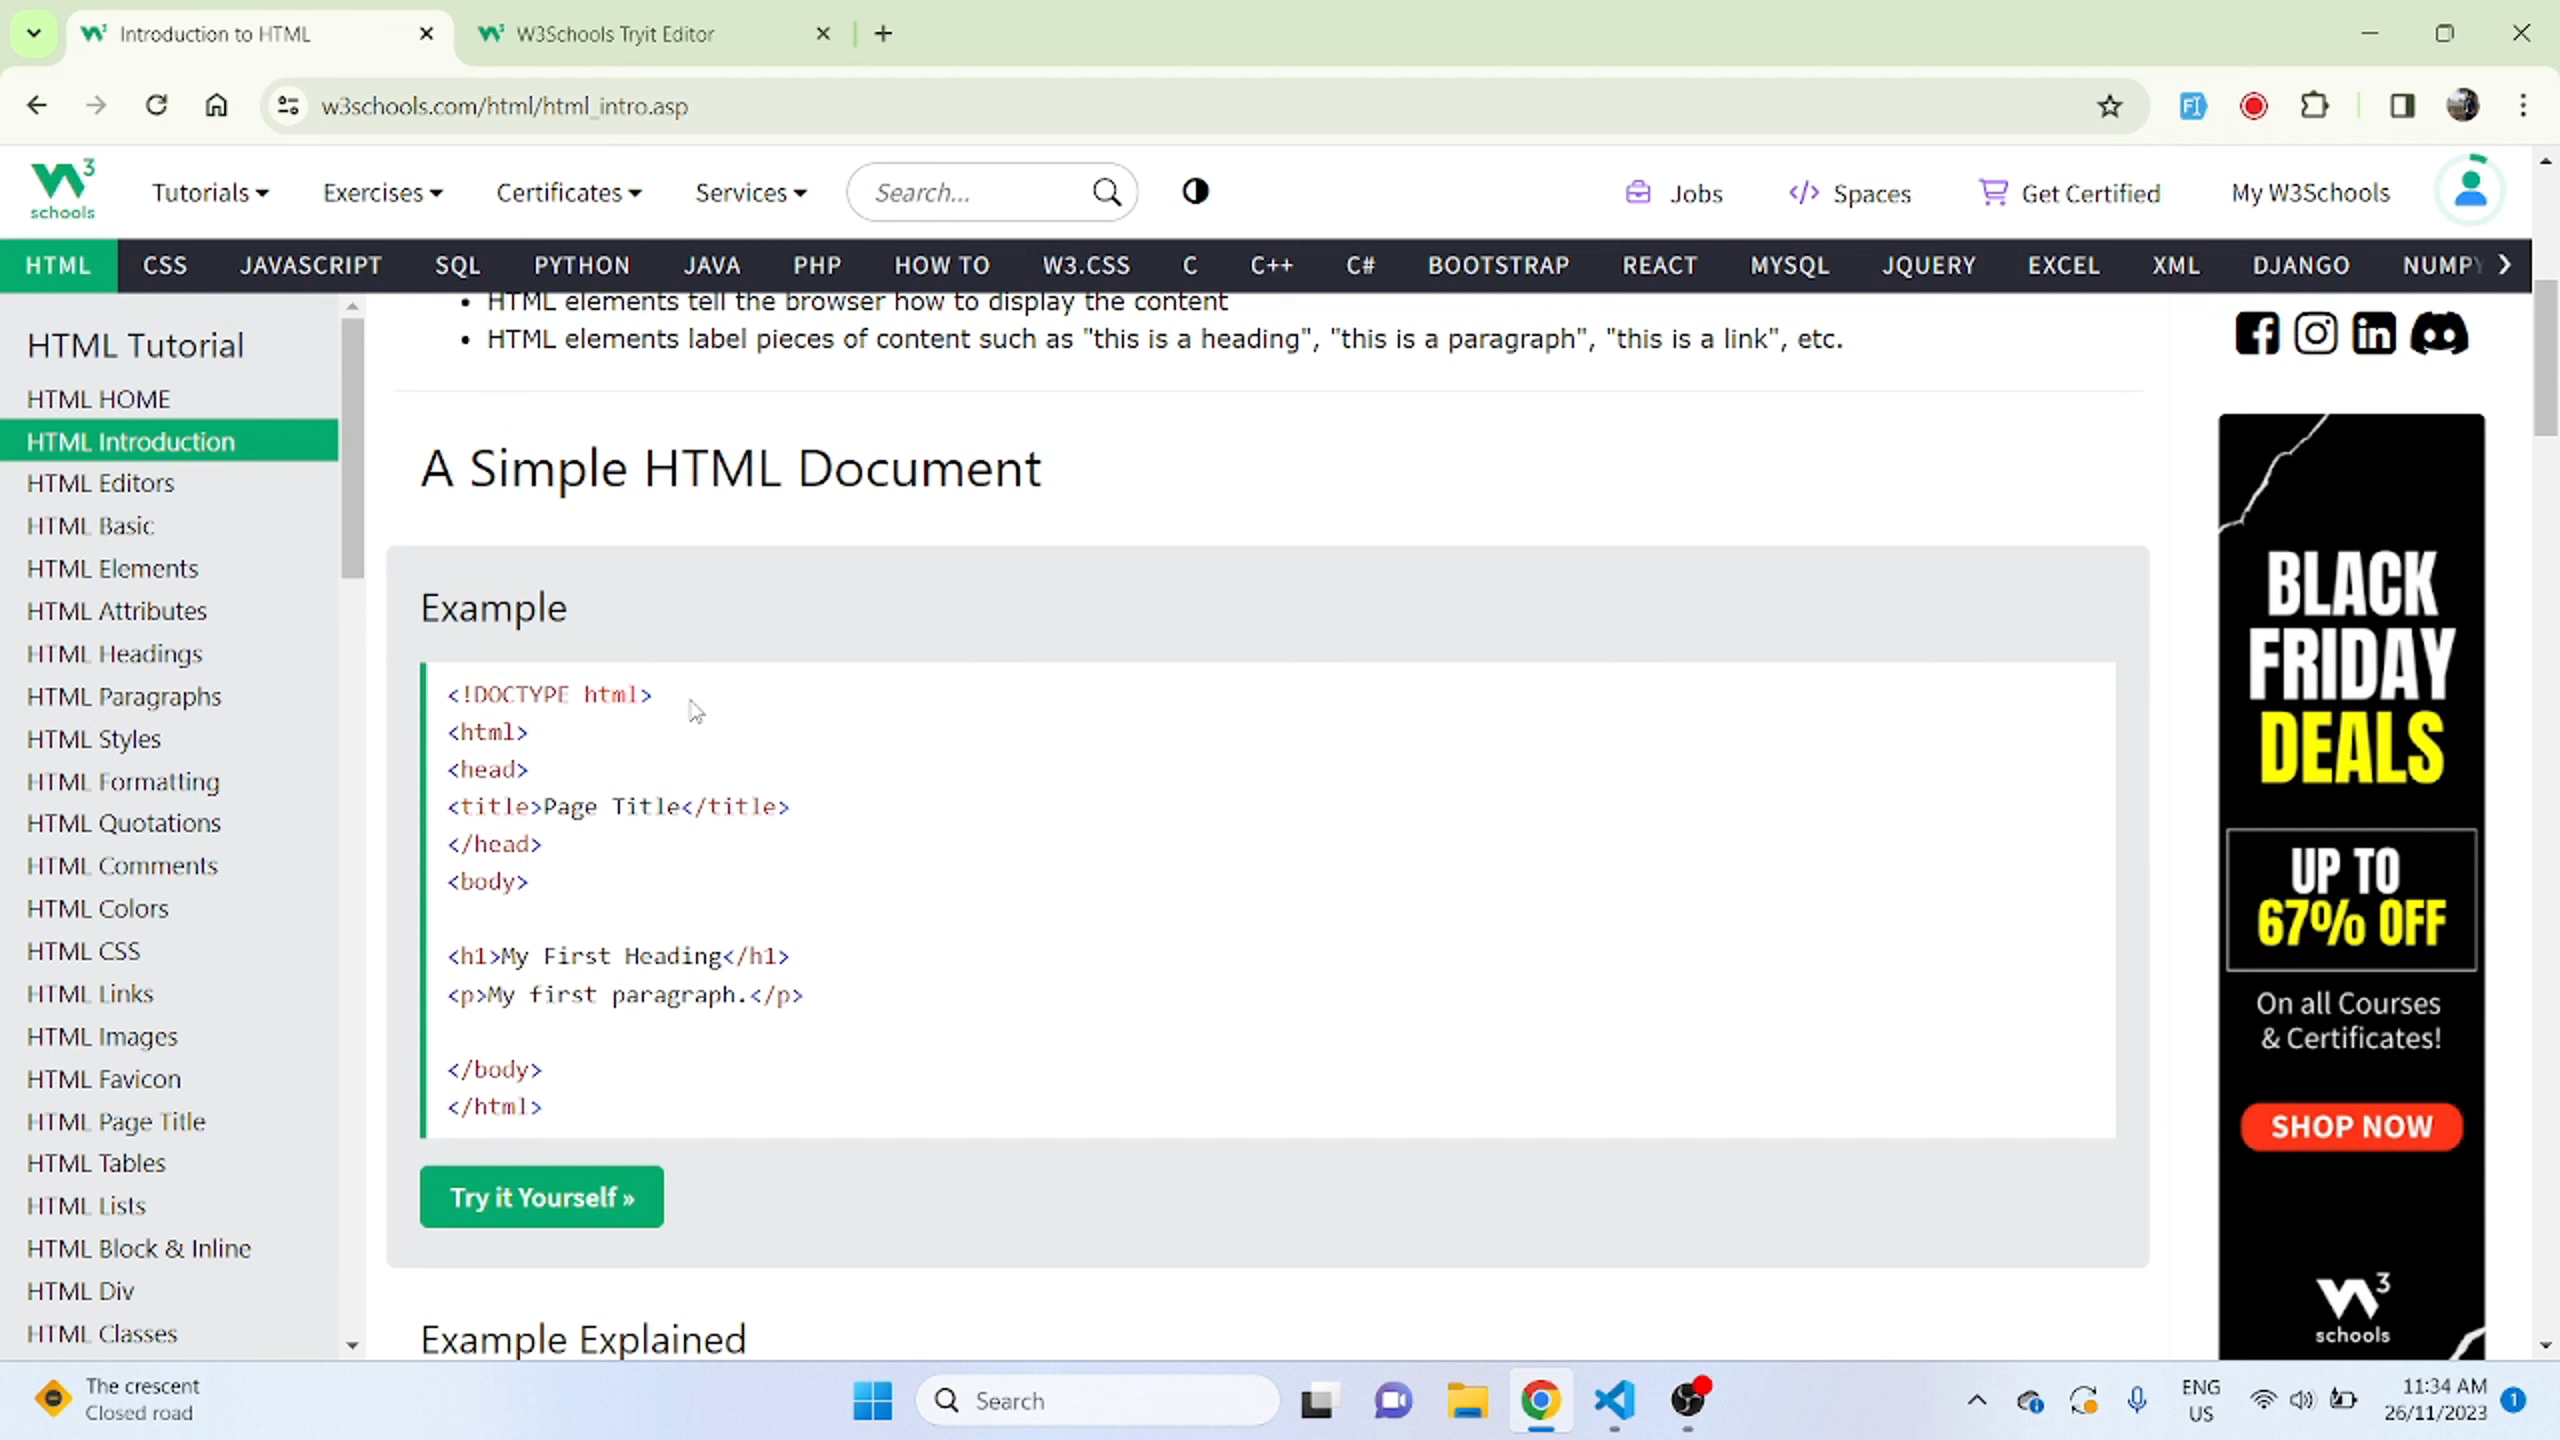 Introduction to HTML
W3Schools Tryit Editor
w3schools.com/html/html_intro.asp
W3 schools
Tutorials
Exercises
Certificates
Services
Search...
Jobs
Spaces
Get Certified
My W3Schools
HTML
CSS
JAVASCRIPT
SQL
PYTHON
JAVA
PHP
HOW TO
W3.CSS
C
C++
C#
BOOTSTRAP
REACT
MYSQL
JQUERY
EXCEL
XML
DJANGO
NUMPY
HTML Tutorial
HTML HOME
HTML Introduction
HTML Editors
HTML Basic
HTML Elements
HTML Attributes
HTML Headings
HTML Paragraphs
HTML Styles
HTML Formatting
HTML Quotations
HTML Comments
HTML Colors
HTML CSS
HTML Links
HTML Images
HTML Favicon
HTML Page Title
HTML Tables
HTML Lists
HTML Block & Inline
HTML Div
HTML Classes
• HTML elements tell the browser how to display the content
• HTML elements label pieces of content such as "this is a heading", "this is a paragraph", "this is a link", etc.
A Simple HTML Document
Example
<!DOCTYPE html>
<html>
<head>
<title>Page Title</title>
</head>
<body>
<h1>My First Heading</h1>
<p>My first paragraph.</p>
</body>
</html>
Try it Yourself »
Example Explained
BLACK
FRIDAY
DEALS
UP TO
67% OFF
On all Courses
& Certificates!
SHOP NOW
W3 schools
The crescent
Closed road
Search
ENG
US
11:34 AM
26/11/2023
1